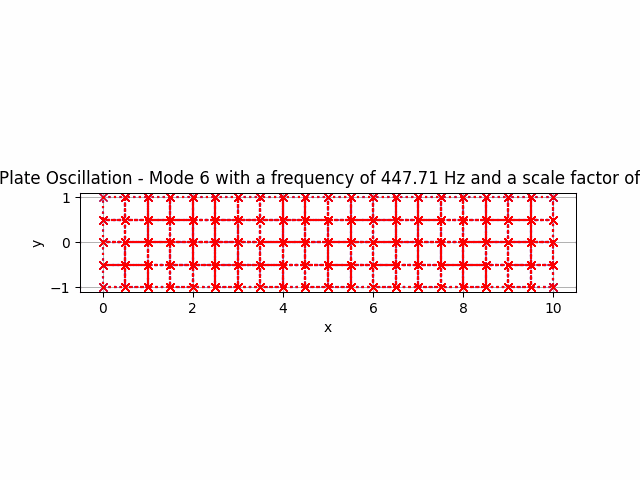 Plate Oscillation - Mode 6 with a frequency of 447.71 Hz and a scale factor of
1
0
−1
y
0 2 4 6 8 10
x